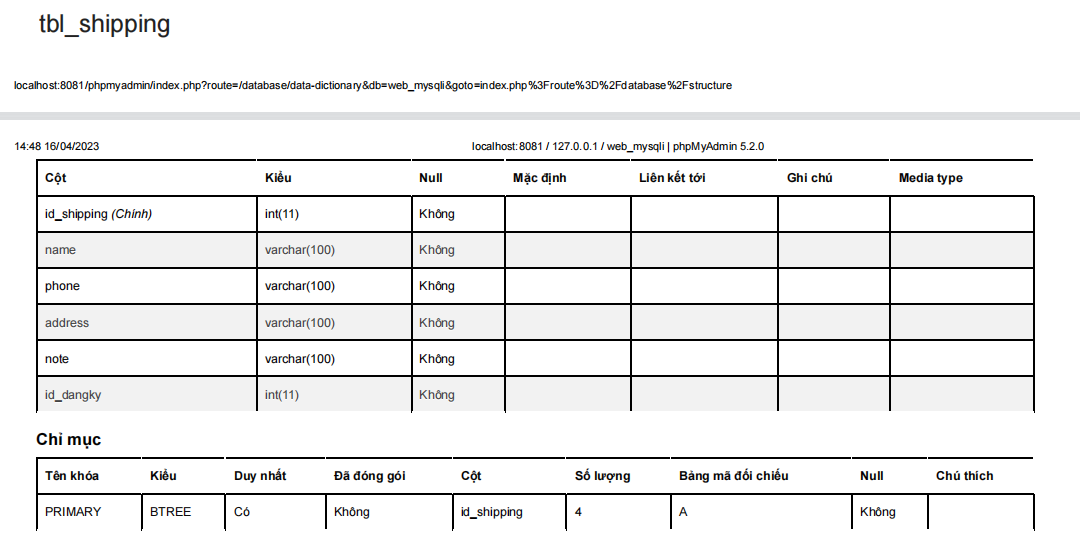 tbl_shipping
localhost:8081/phpmyadmin/index.php?route=/database/data-dictionary&db=web_mysqli&goto=index.php%3Froute%3D%2Fdatabase%2Fstructure
14:48 16/04/2023 localhost:8081 / 127.0.0.1 / web_mysqli | phpMyAdmin 5.2.0
Cột Kiểu Null Mặc định Liên kết tới Ghi chú Media type
id_shipping (Chính) int(11) Không
name varchar(100) Không
phone varchar(100) Không
address varchar(100) Không
note varchar(100) Không
id_dangky int(11) Không
Chỉ mục
Tên khóa Kiểu Duy nhất Đã đóng gói Cột Số lượng Bảng mã đối chiếu Null Chú thích
PRIMARY BTREE Có Không id_shipping 4 A Không